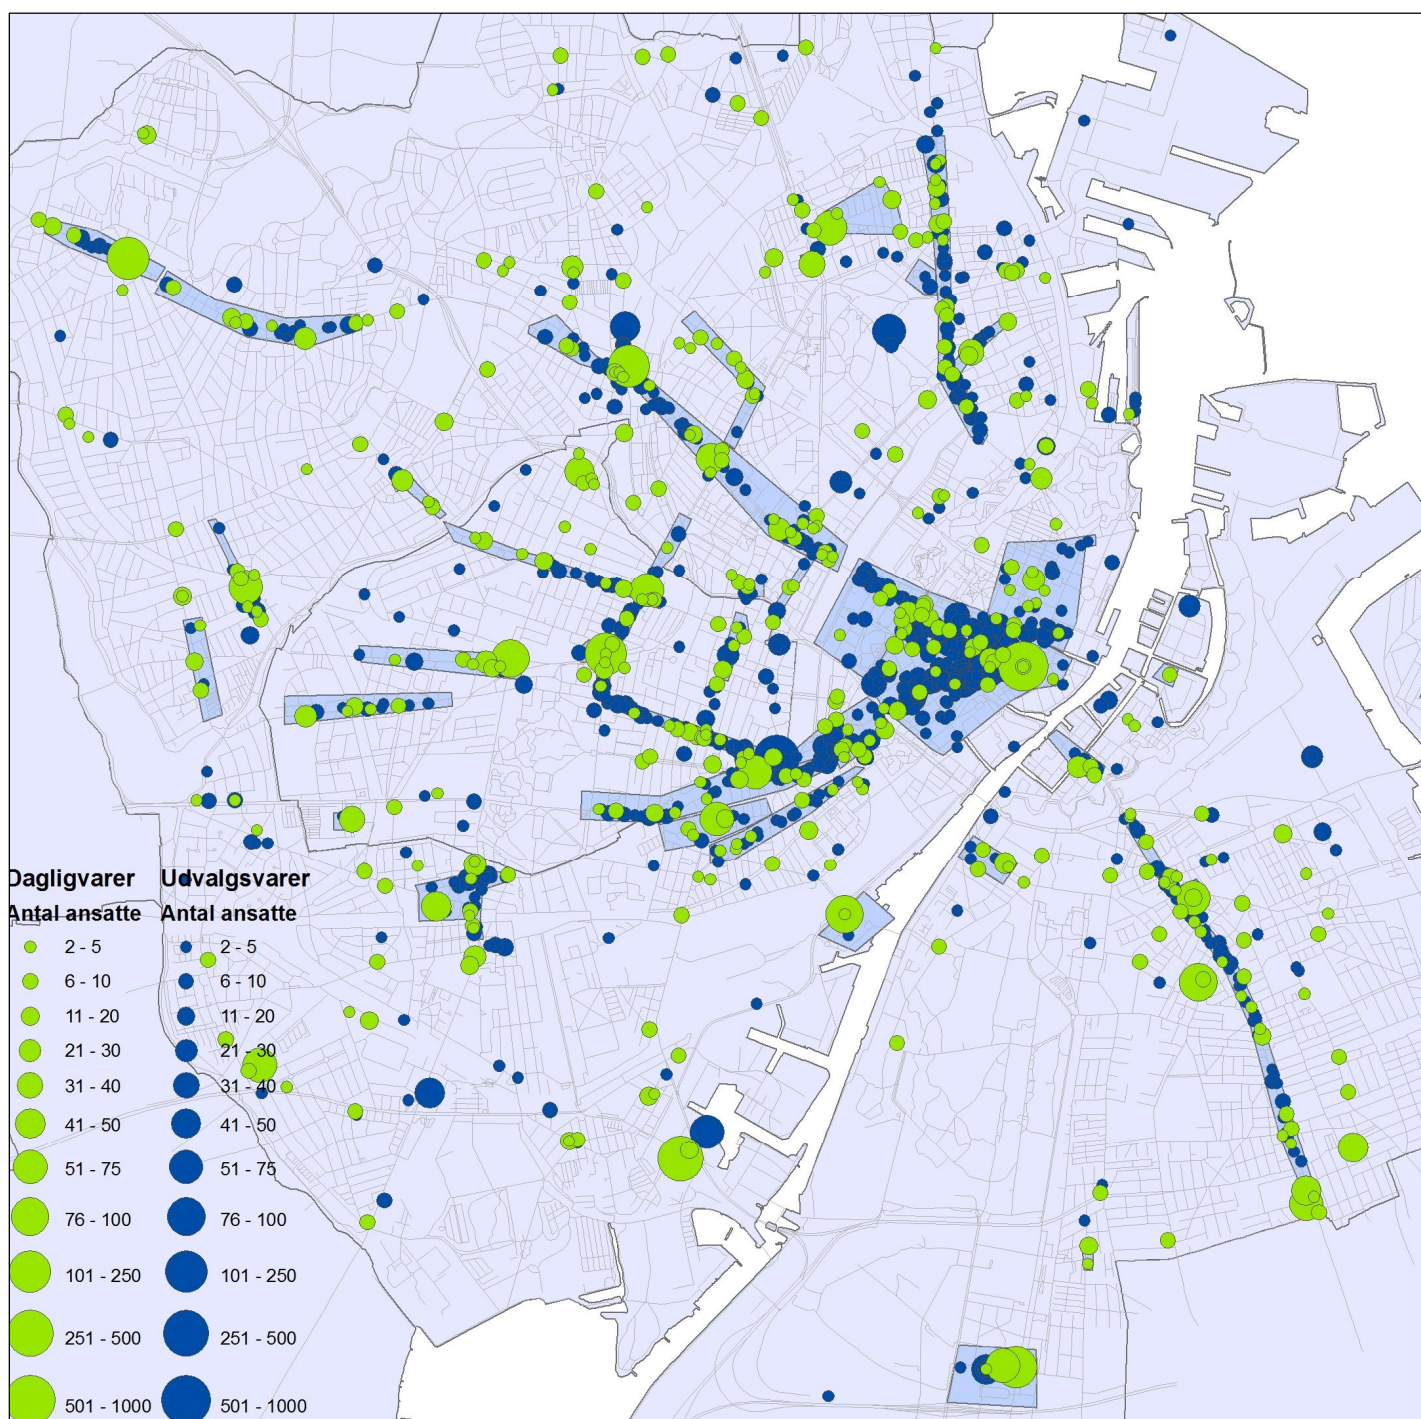 Dagligvarer Udvalgsvarer
Antal ansatte Antal ansatte
2 - 5 2 - 5
6 - 10 6 - 10
11 - 20 11 - 20
21 - 30 21 - 30
31 - 40 31 - 40
41 - 50 41 - 50
51 - 75 51 - 75
76 - 100 76 - 100
101 - 250 101 - 250
251 - 500 251 - 500
501 - 1000 501 - 1000